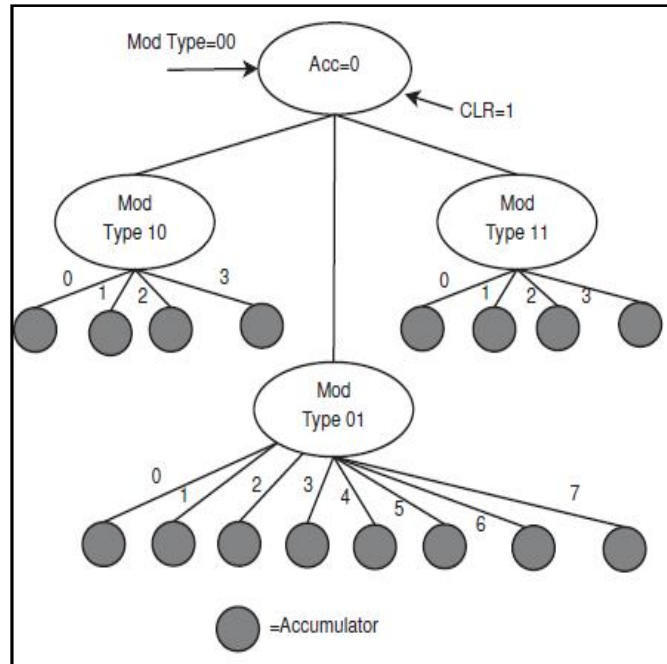 Mod Type=00
Acc=0
CLR=1
Mod
Type 10
Mod
Type 11
0
1
2
3
0
1
2
3
Mod
Type 01
0
1
2
3
4
5
6
7
=Accumulator